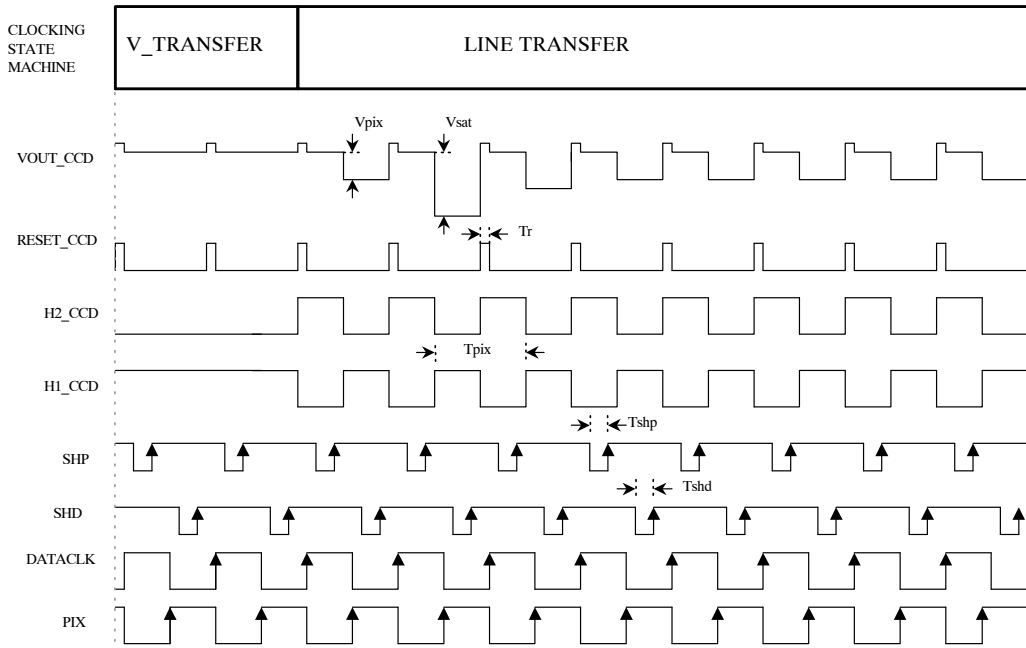 CLOCKING
STATE
MACHINE
V_TRANSFER
LINE TRANSFER
Vpix
Vsat
VOUT_CCD
RESET_CCD
Tr
H2_CCD
Tpix
H1_CCD
Tshp
SHP
Tshd
SHD
DATACLK
PIX